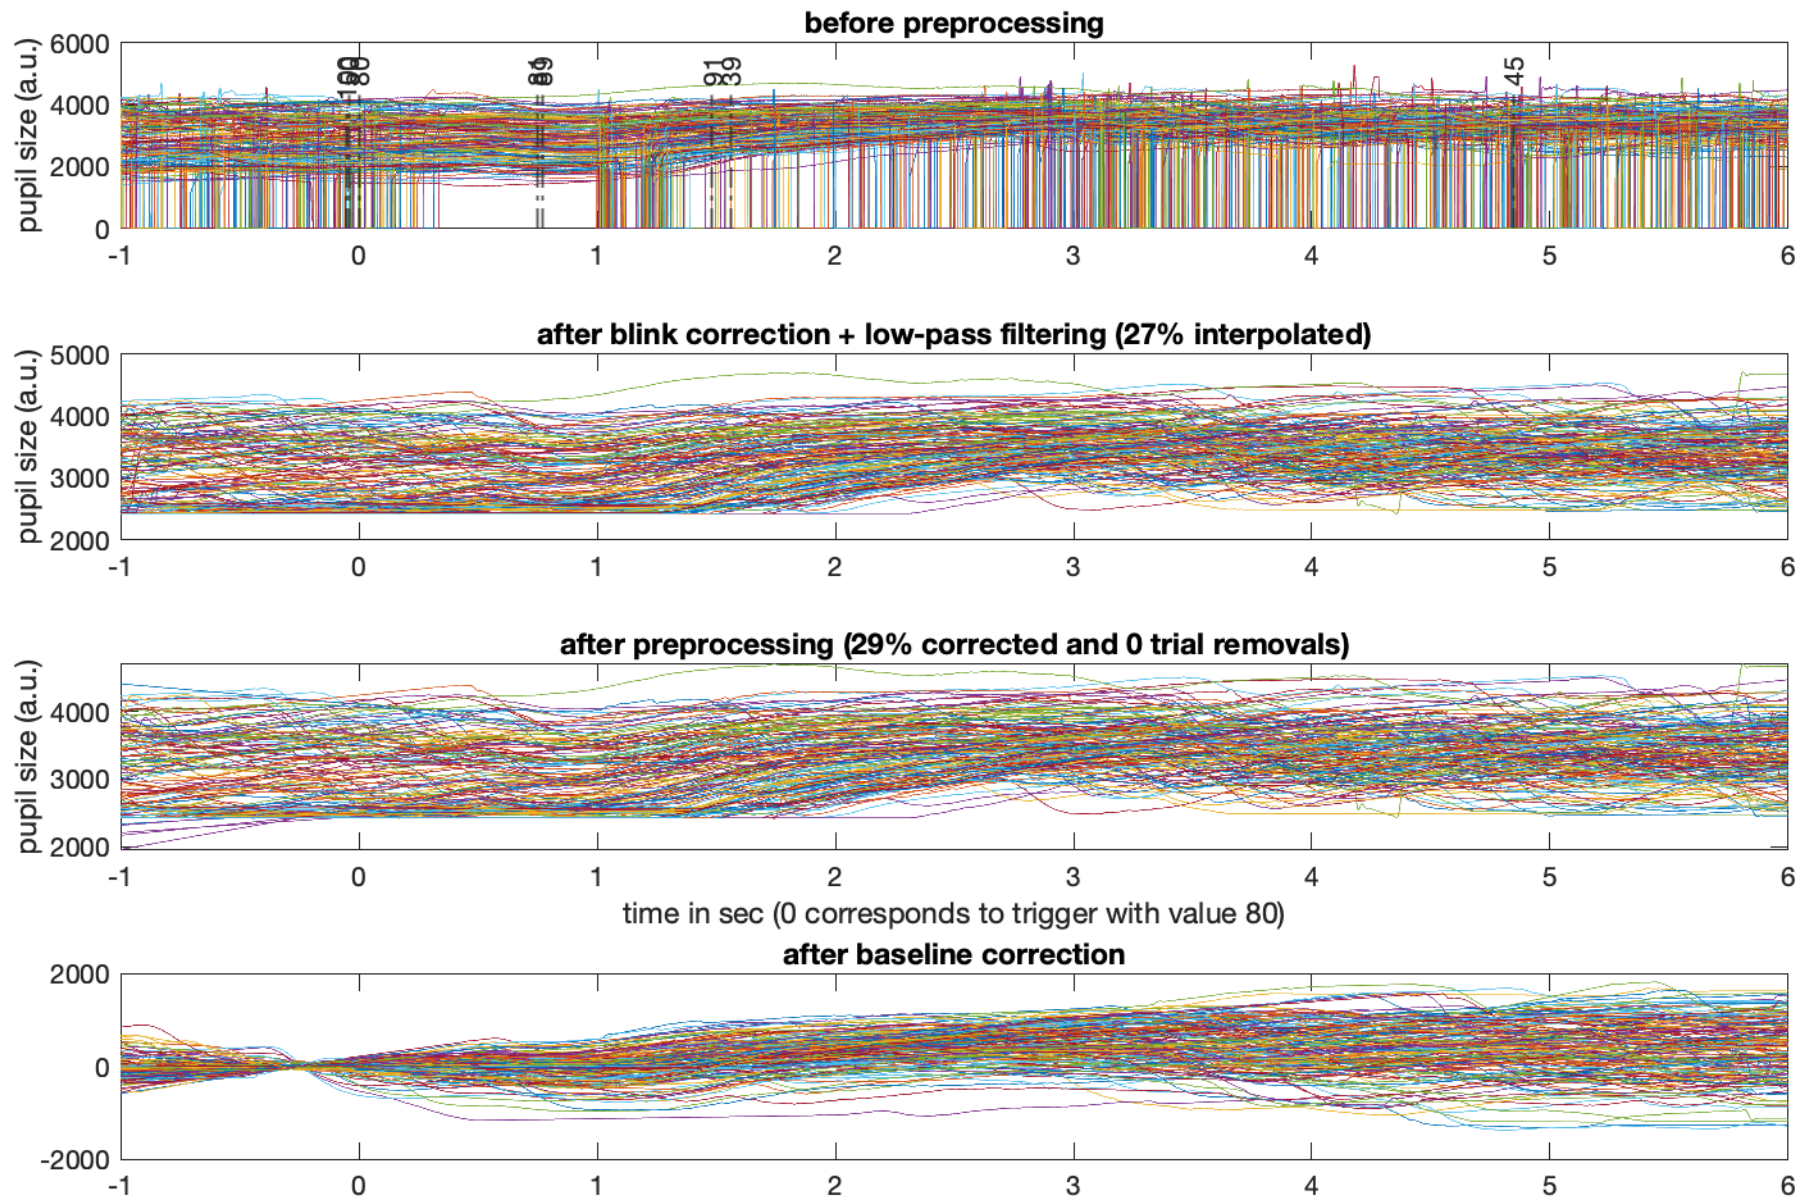 before preprocessing
pupil size (a.u.)
6000
4000
2000
0
80
91
39
45
-1 0 1 2 3 4 5 6
after blink correction + low-pass filtering (27% interpolated)
pupil size (a.u.)
5000
4000
3000
2000
-1 0 1 2 3 4 5 6
after preprocessing (29% corrected and 0 trial removals)
pupil size (a.u.)
4000
3000
2000
-1 0 1 2 3 4 5 6
time in sec (0 corresponds to trigger with value 80)
after baseline correction
2000
0
-2000
-1 0 1 2 3 4 5 6